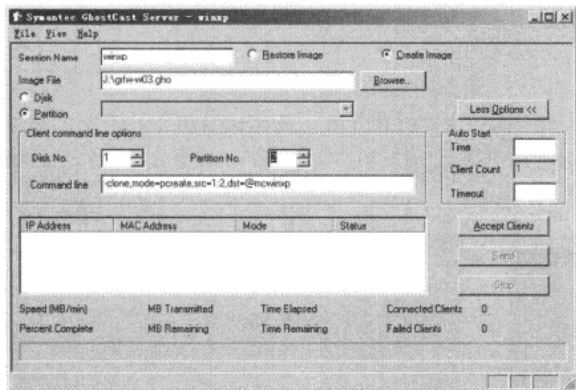 Symantec GhostCast Server - winxp
File View Help
Session Name winxp Restore Image Create Image
Image File J:\grtw-w03.gho Browse...
Disk
Partition
Less Options <<
Client command line options
Disk No. 1 Partition No. 2
Command line -clone,mode=pcreate,src=1:2,dst=@mcwinxp
Auto Start
Time
Client Count 1
Timeout
IP Address MAC Address Mode Status
Accept Clients
Send
Stop
Speed (MB/min) MB Transmitted Time Elapsed Connected Clients 0
Percent Complete MB Remaining Time Remaining Failed Clients 0